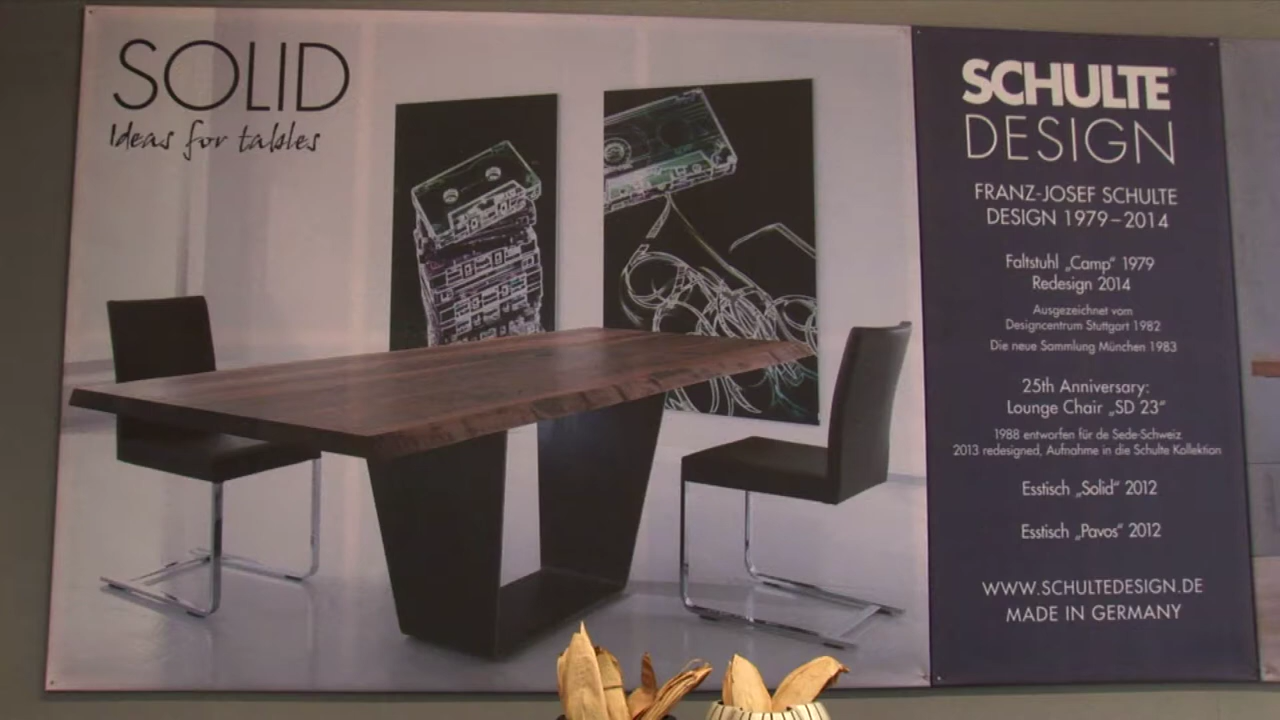 SOLID
Ideas for tables
SCHULTE
DESIGN
FRANZ-JOSEF SCHULTE
DESIGN 1979–2014
Faltstuhl „Camp“ 1979
Redesign 2014
Ausgezeichnet vom
Designcentrum Stuttgart 1982
Die neue Sammlung München 1983
25th Anniversary:
Lounge Chair „SD 23“
1988 entworfen für de Sede-Schweiz
2013 redesigned, Aufnahme in die Schulte Kollektion
Esstisch „Solid“ 2012
Esstisch „Pavos“ 2012
WWW.SCHULTEDESIGN.DE
MADE IN GERMANY